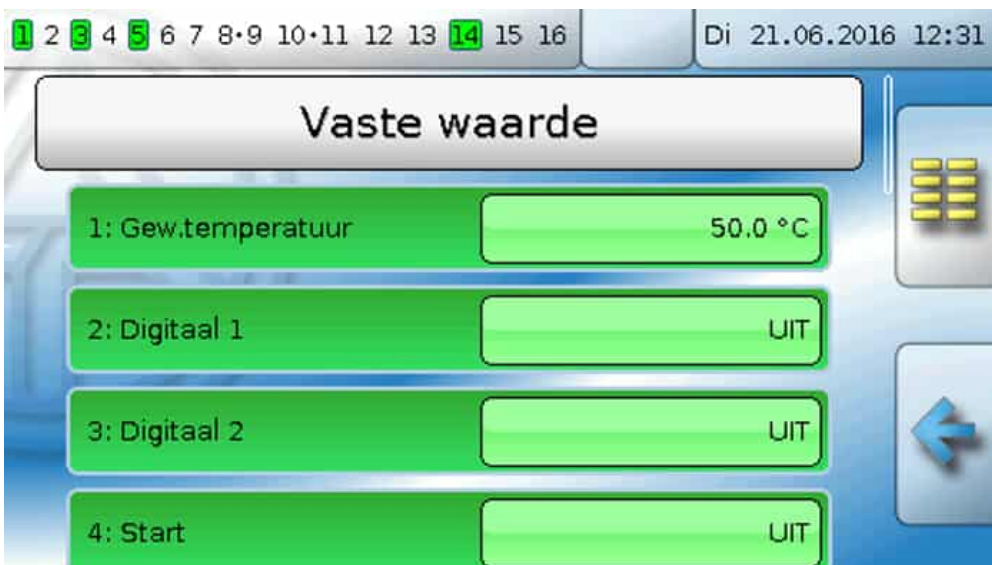 1 2 3 4 5 6 7 8·9 10·11 12 13 14 15 16 Di 21.06.2016 12:31
Vaste waarde
1: Gew.temperatuur 50.0 °C
2: Digitaal 1 UIT
3: Digitaal 2 UIT
4: Start UIT